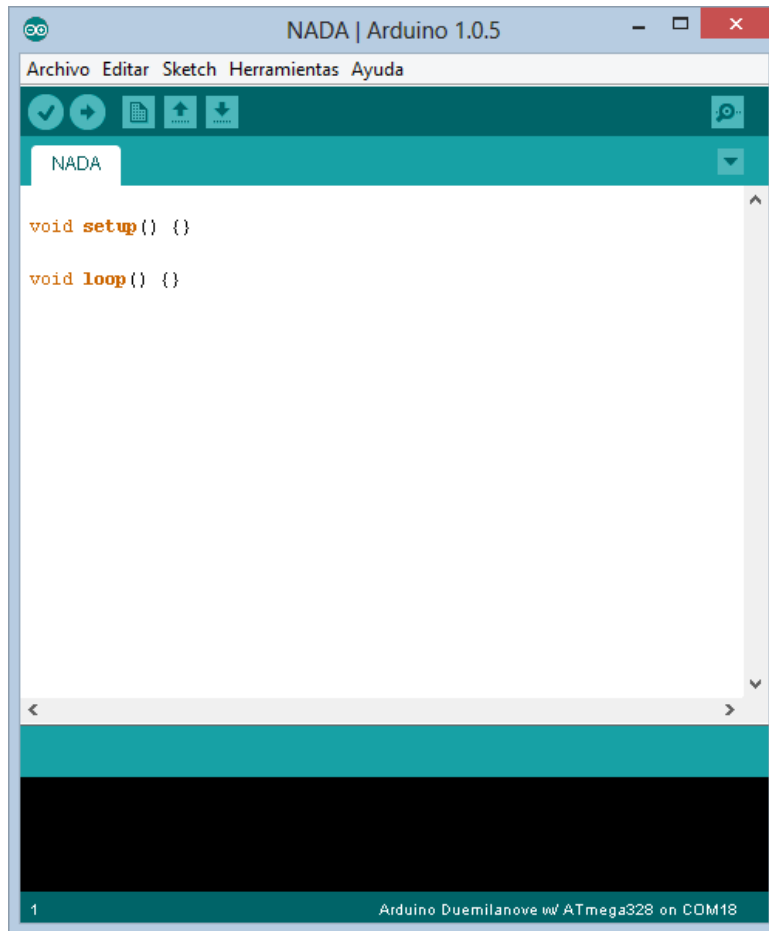 NADA | Arduino 1.0.5
Archivo Editar Sketch Herramientas Ayuda
NADA
void setup() {}
void loop() {}
1 Arduino Duemilanove w/ ATmega328 on COM18